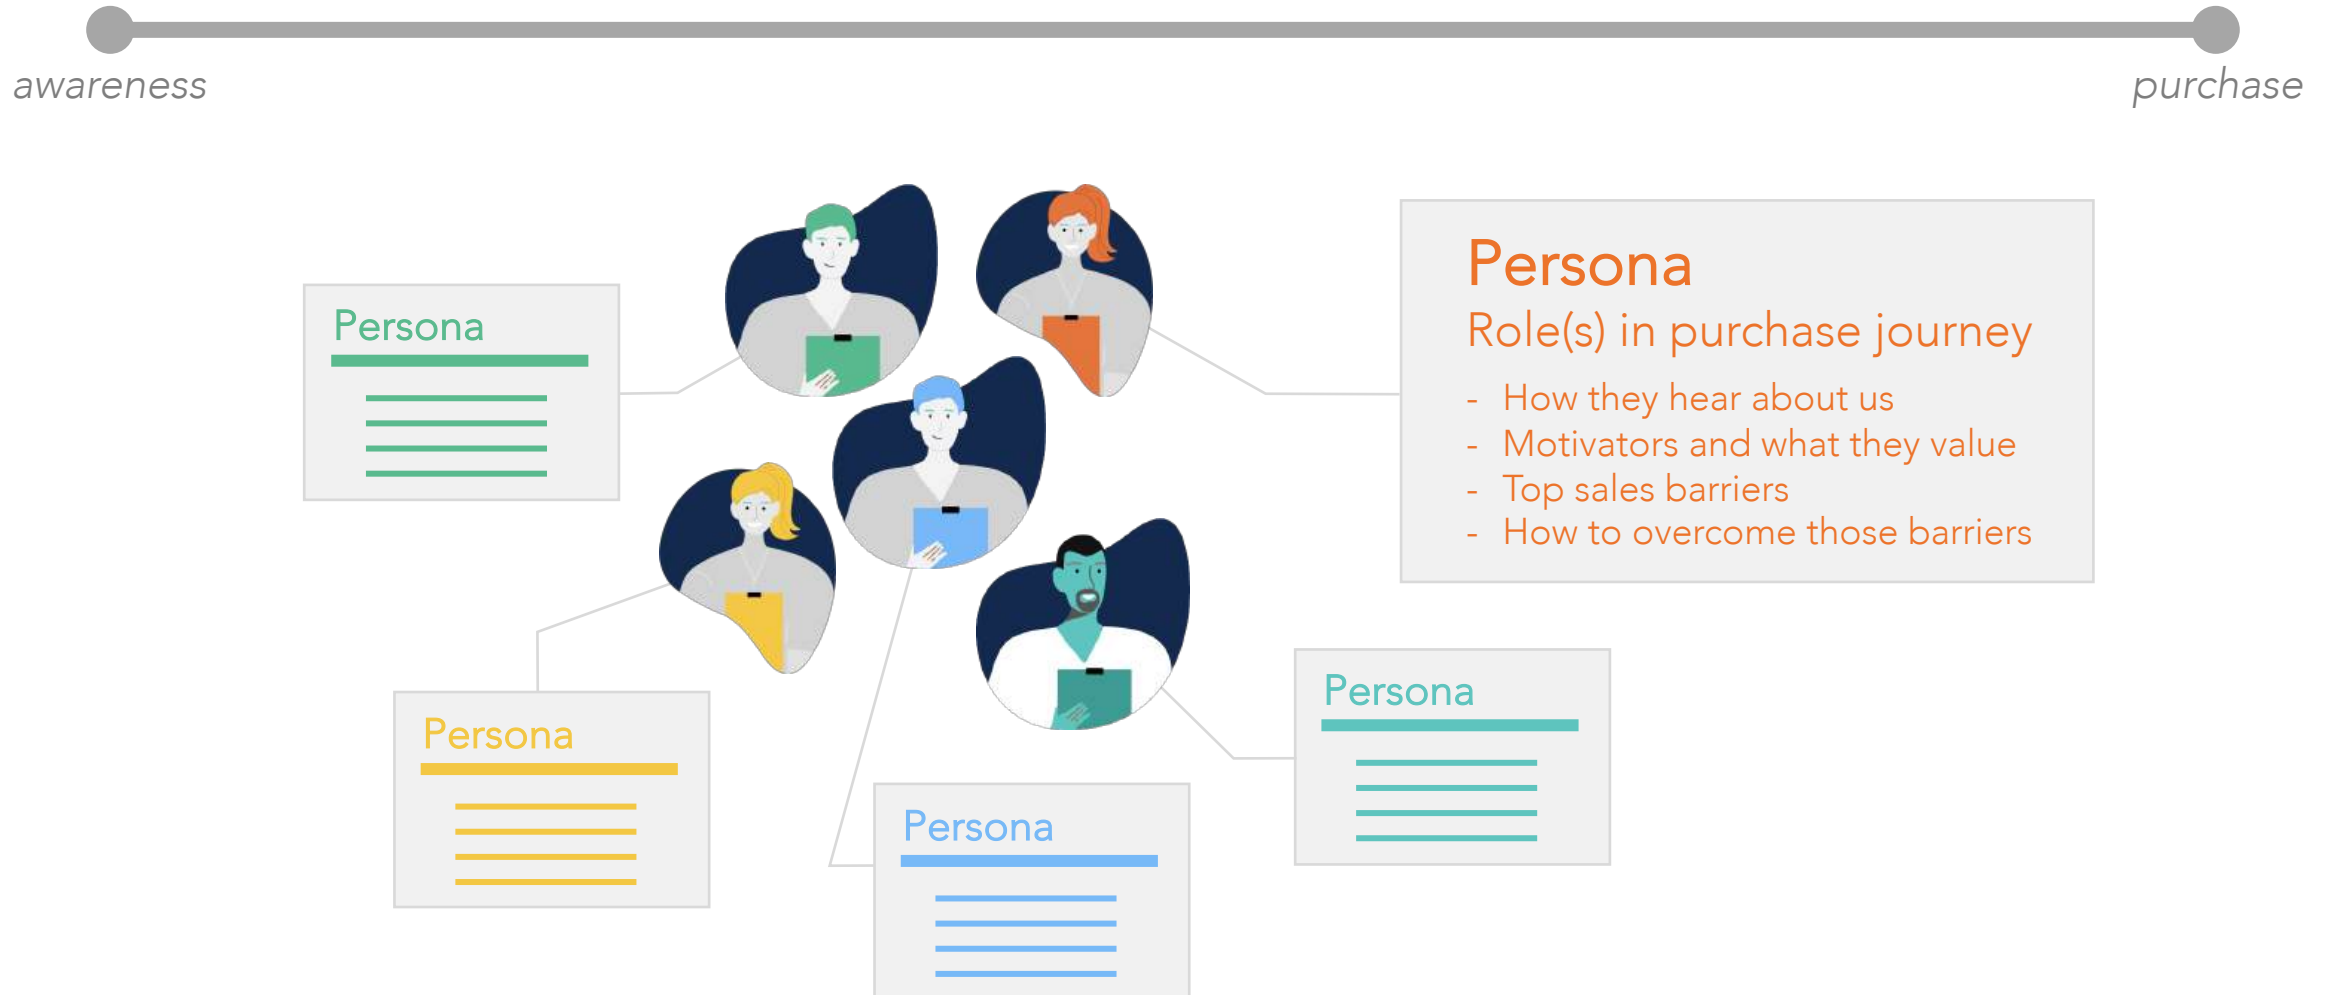 awareness
purchase
Persona
Role(s) in purchase journey
- How they hear about us
- Motivators and what they value
- Top sales barriers
- How to overcome those barriers
Persona
Persona
Persona
Persona